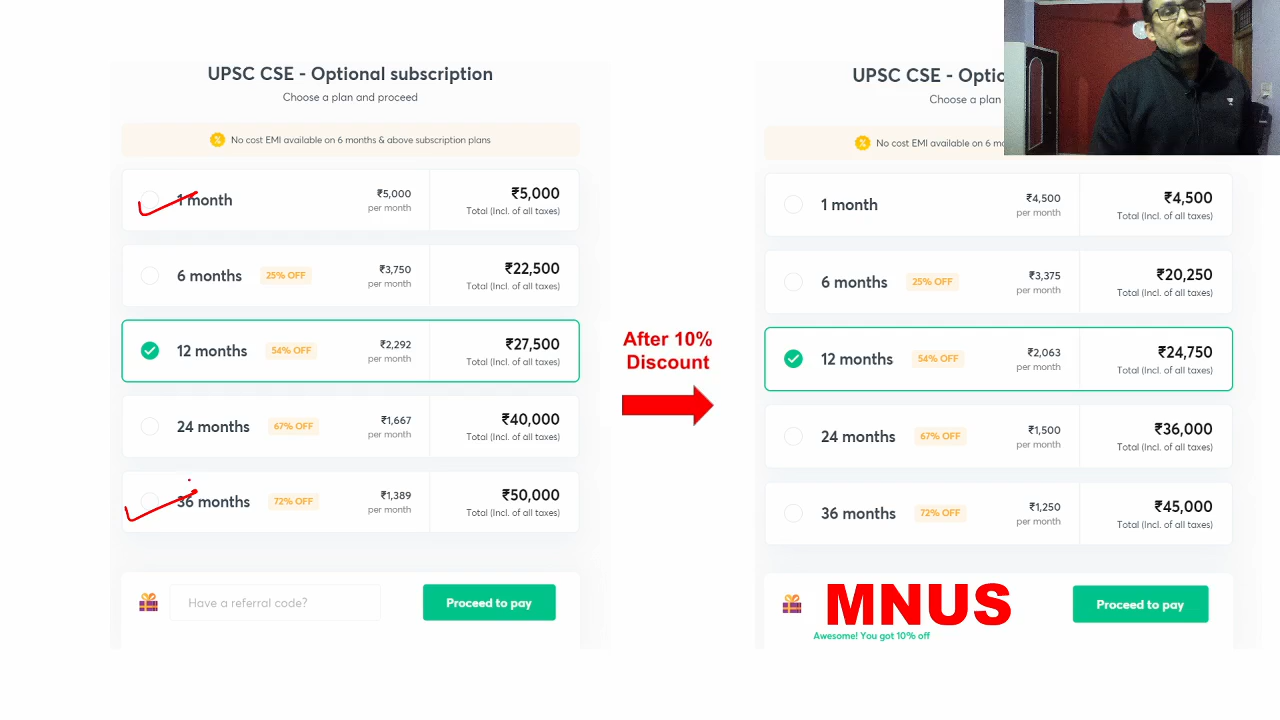 UPSC CSE - Optional subscription
Choose a plan and proceed
No cost EMI available on 6 months & above subscription plans
1 month ₹5,000 per month ₹5,000 Total (Incl. of all taxes)
6 months 25% OFF ₹3,750 per month ₹22,500 Total (Incl. of all taxes)
12 months 54% OFF ₹2,292 per month ₹27,500 Total (Incl. of all taxes)
24 months 67% OFF ₹1,667 per month ₹40,000 Total (Incl. of all taxes)
36 months 72% OFF ₹1,389 per month ₹50,000 Total (Incl. of all taxes)
Have a referral code? Proceed to pay
After 10%
Discount
UPSC CSE - Optio
Choose a plan
No cost EMI available on 6 mo
1 month ₹4,500 per month ₹4,500 Total (Incl. of all taxes)
6 months 25% OFF ₹3,375 per month ₹20,250 Total (Incl. of all taxes)
12 months 54% OFF ₹2,063 per month ₹24,750 Total (Incl. of all taxes)
24 months 67% OFF ₹1,500 per month ₹36,000 Total (Incl. of all taxes)
36 months 72% OFF ₹1,250 per month ₹45,000 Total (Incl. of all taxes)
MNUS Proceed to pay
Awesome! You got 10% off